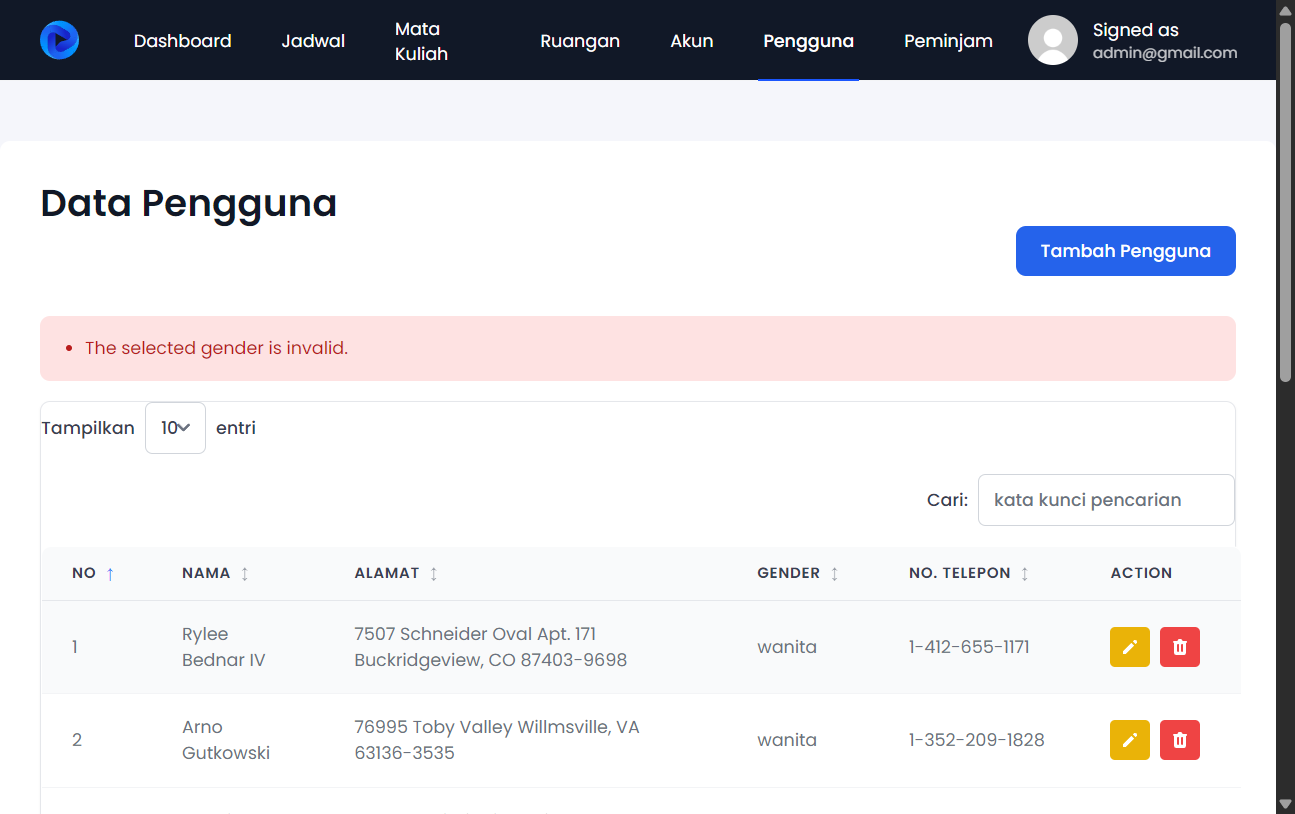 Dashboard
Jadwal
Mata
Kuliah
Ruangan
Akun
Pengguna
Peminjam
Signed as
admin@gmail.com
Data Pengguna
Tambah Pengguna
• The selected gender is invalid.
Tampilkan 10 entri
Cari: kata kunci pencarian
NO ↑ NAMA ↕ ALAMAT ↕ GENDER ↕ NO. TELEPON ↕ ACTION
1
Rylee
Bednar IV
7507 Schneider Oval Apt. 171
Buckridgeview, CO 87403-9698
wanita
1-412-655-1171
2
Arno
Gutkowski
76995 Toby Valley Willmsville, VA
63136-3535
wanita
1-352-209-1828